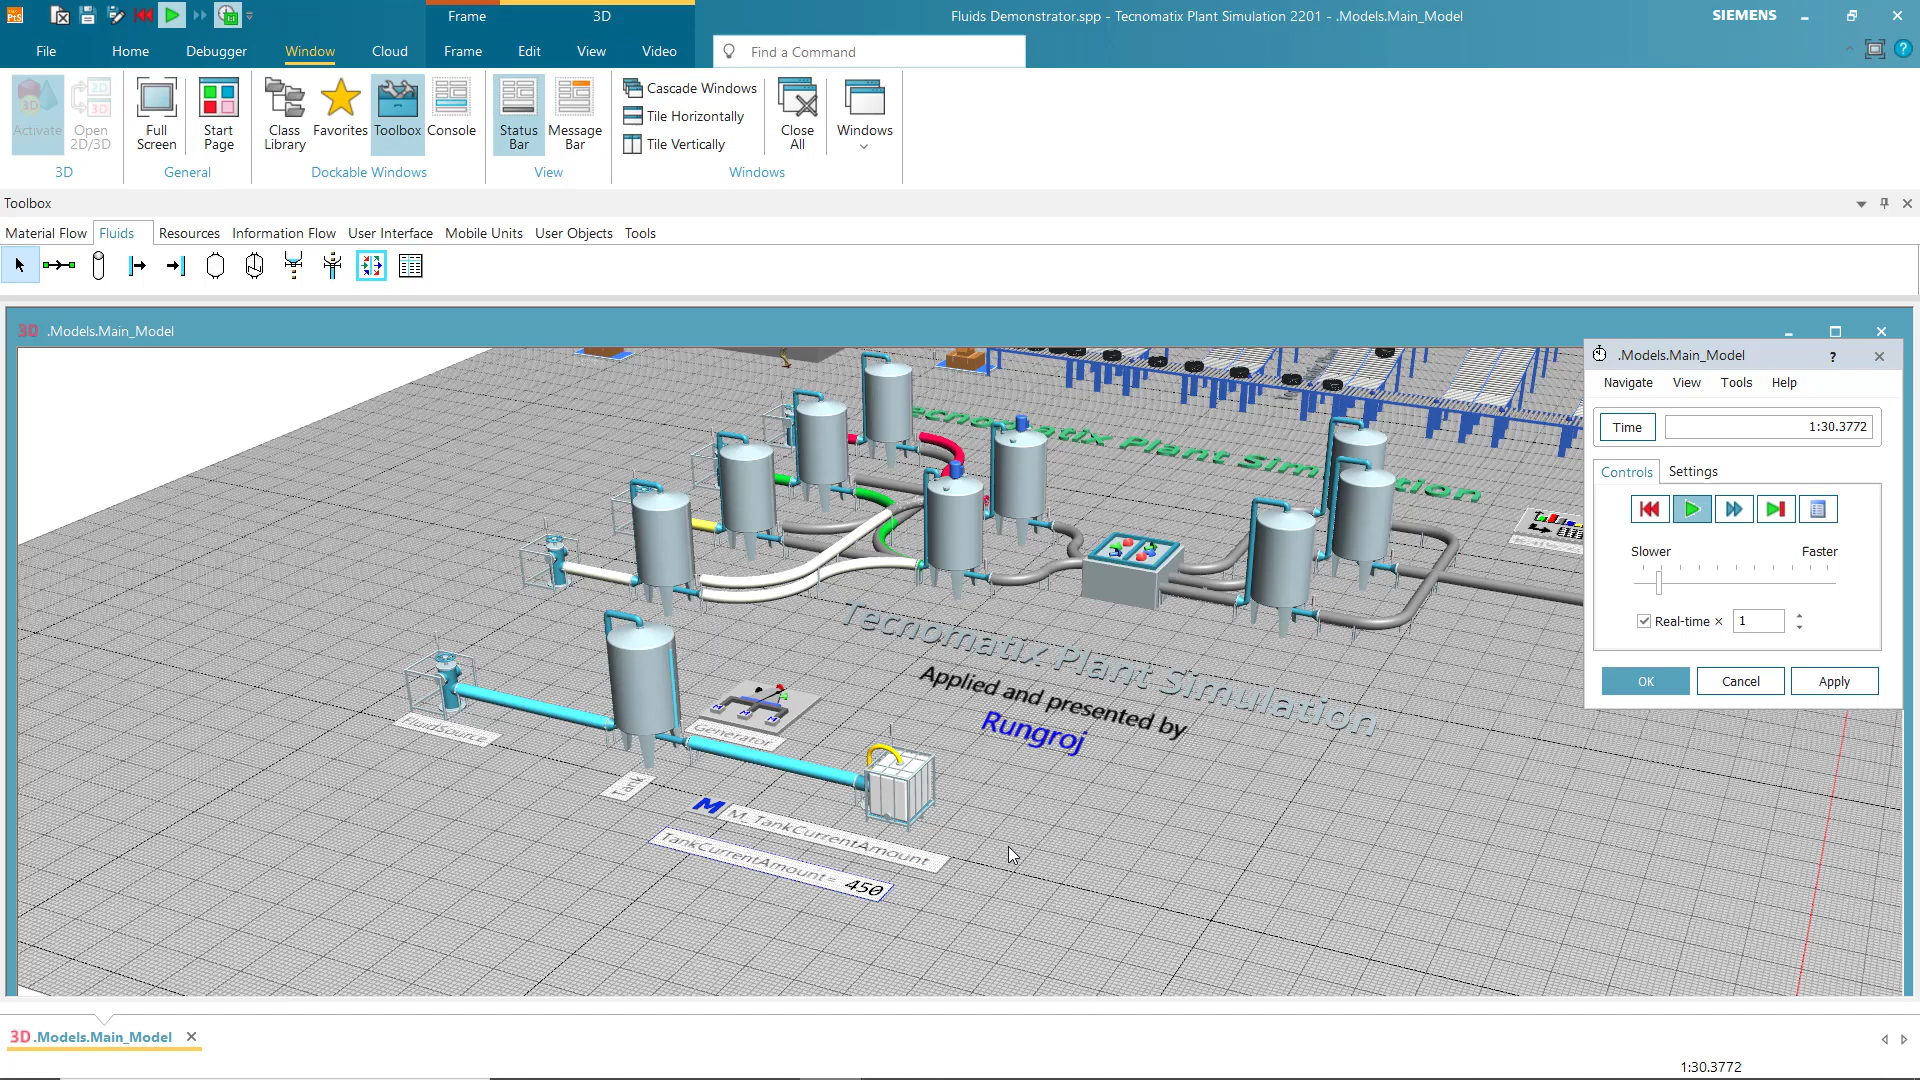 Frame
3D
Fluids Demonstrator.spp - Tecnomatix Plant Simulation 2201 - .Models.Main_Model
SIEMENS
File
Home
Debugger
Window
Cloud
Frame
Edit
View
Video
Find a Command
Activate
Open 2D/3D
Full Screen
Start Page
Class Library
Favorites
Toolbox
Console
Status Bar
Message Bar
Cascade Windows
Tile Horizontally
Tile Vertically
Close All
Windows
3D
General
Dockable Windows
View
Windows
Toolbox
Material Flow
Fluids
Resources
Information Flow
User Interface
Mobile Units
User Objects
Tools
3D .Models.Main_Model
.Models.Main_Model
?
Navigate
View
Tools
Help
Time
1:30.3772
Controls
Settings
Slower
Faster
Real-time ×
1
OK
Cancel
Apply
Tecnomatix Plant Simulation
Tecnomatix Plant Simulation
Applied and presented by
Rungroj
FluidSource
Generator
Tank
M
M_TankCurrentAmount
TankCurrentAmount= 450
3D .Models.Main_Model
1:30.3772